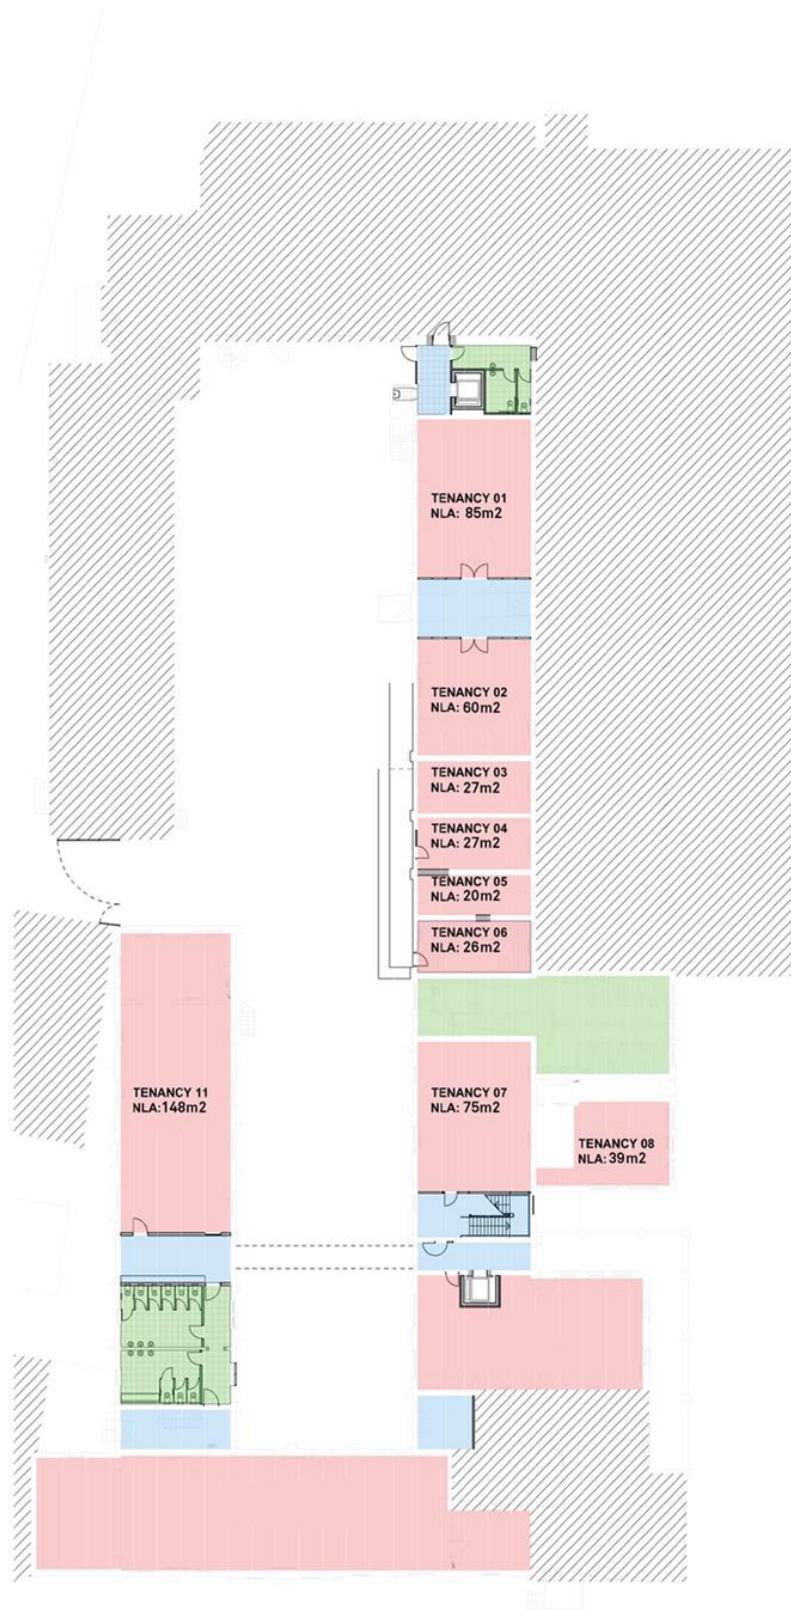 TENANCY 01
NLA: 85m2
TENANCY 02
NLA: 60m2
TENANCY 03
NLA: 27m2
TENANCY 04
NLA: 27m2
TENANCY 05
NLA: 20m2
TENANCY 06
NLA: 26m2
TENANCY 11
NLA:148m2
TENANCY 07
NLA: 75m2
TENANCY 08
NLA: 39m2